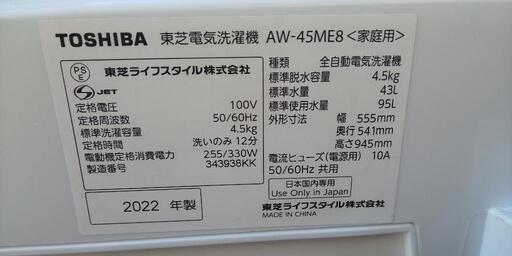 TOSHIBA 東芝電気洗濯機 AW-45ME8<家庭用>
PS
E
JET
東芝ライフスタイル株式会社
定格電圧 100V
定格周波数 50/60Hz
標準洗濯容量 4.5kg
定格時間 洗いのみ 12分
電動機定格消費電力 255/330W
製造番号 343938KK
2022 年製
種類 全自動電気洗濯機
標準脱水容量 4.5kg
標準水量 43L
標準使用水量 95L
外形寸法 幅 555mm
奥行 541mm
高さ 945mm
電流ヒューズ(電源用) 10A
50/60Hz 共用
日本国内専用
Use Only in Japan
東芝ライフスタイル株式会社
MADE IN CHINA